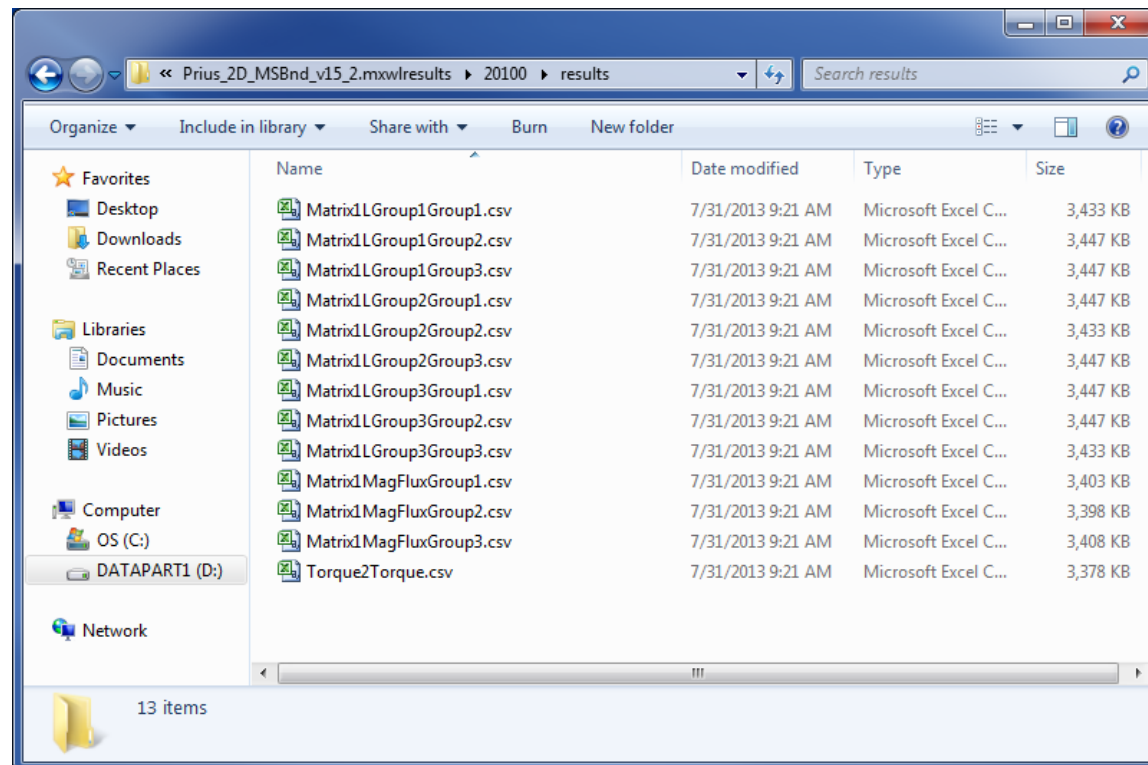 « Prius_2D_MSBnd_v15_2.mxwlresults ▸ 20100 ▸ results
Search results
Organize Include in library Share with Burn New folder
Favorites
Desktop
Downloads
Recent Places
Libraries
Documents
Music
Pictures
Videos
Computer
OS (C:)
DATAPART1 (D:)
Network
Name Date modified Type Size
Matrix1LGroup1Group1.csv 7/31/2013 9:21 AM Microsoft Excel C... 3,433 KB
Matrix1LGroup1Group2.csv 7/31/2013 9:21 AM Microsoft Excel C... 3,447 KB
Matrix1LGroup1Group3.csv 7/31/2013 9:21 AM Microsoft Excel C... 3,447 KB
Matrix1LGroup2Group1.csv 7/31/2013 9:21 AM Microsoft Excel C... 3,447 KB
Matrix1LGroup2Group2.csv 7/31/2013 9:21 AM Microsoft Excel C... 3,433 KB
Matrix1LGroup2Group3.csv 7/31/2013 9:21 AM Microsoft Excel C... 3,447 KB
Matrix1LGroup3Group1.csv 7/31/2013 9:21 AM Microsoft Excel C... 3,447 KB
Matrix1LGroup3Group2.csv 7/31/2013 9:21 AM Microsoft Excel C... 3,447 KB
Matrix1LGroup3Group3.csv 7/31/2013 9:21 AM Microsoft Excel C... 3,433 KB
Matrix1MagFluxGroup1.csv 7/31/2013 9:21 AM Microsoft Excel C... 3,403 KB
Matrix1MagFluxGroup2.csv 7/31/2013 9:21 AM Microsoft Excel C... 3,398 KB
Matrix1MagFluxGroup3.csv 7/31/2013 9:21 AM Microsoft Excel C... 3,408 KB
Torque2Torque.csv 7/31/2013 9:21 AM Microsoft Excel C... 3,378 KB
13 items